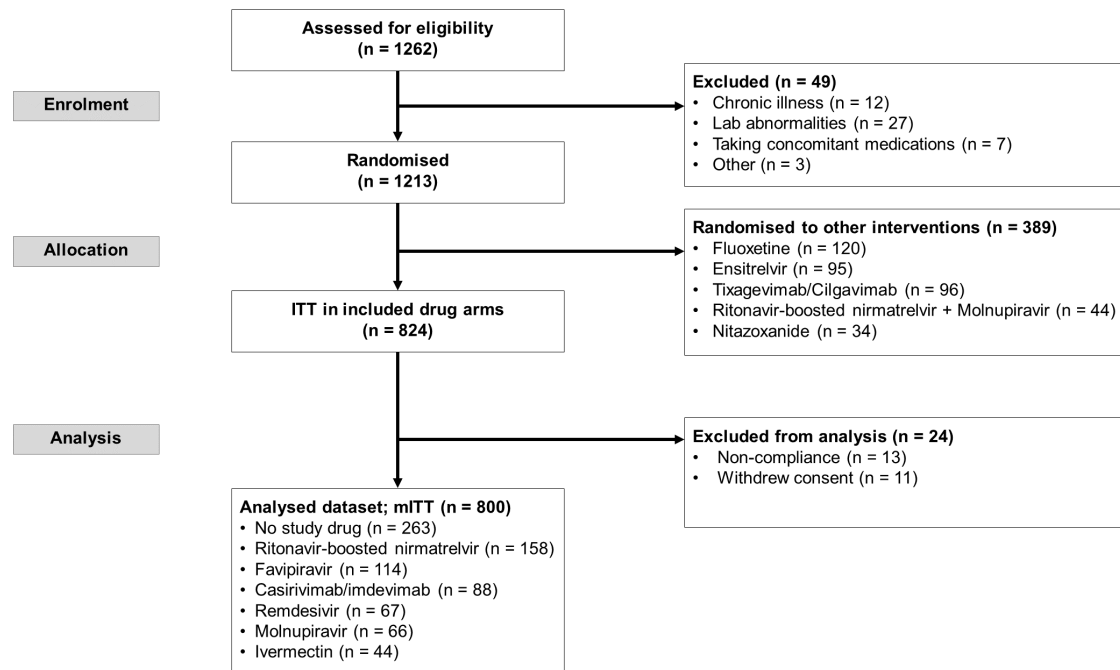 Assessed for eligibility
(n = 1262)
Enrolment
Excluded (n = 49)
• Chronic illness (n = 12)
• Lab abnormalities (n = 27)
• Taking concomitant medications (n = 7)
• Other (n = 3)
Randomised
(n = 1213)
Allocation
Randomised to other interventions (n = 389)
• Fluoxetine (n = 120)
• Ensitrelvir (n = 95)
• Tixagevimab/Cilgavimab (n = 96)
• Ritonavir-boosted nirmatrelvir + Molnupiravir (n = 44)
• Nitazoxanide (n = 34)
ITT in included drug arms
(n = 824)
Analysis
Excluded from analysis (n = 24)
• Non-compliance (n = 13)
• Withdrew consent (n = 11)
Analysed dataset; mITT (n = 800)
• No study drug (n = 263)
• Ritonavir-boosted nirmatrelvir (n = 158)
• Favipiravir (n = 114)
• Casirivimab/imdevimab (n = 88)
• Remdesivir (n = 67)
• Molnupiravir (n = 66)
• Ivermectin (n = 44)